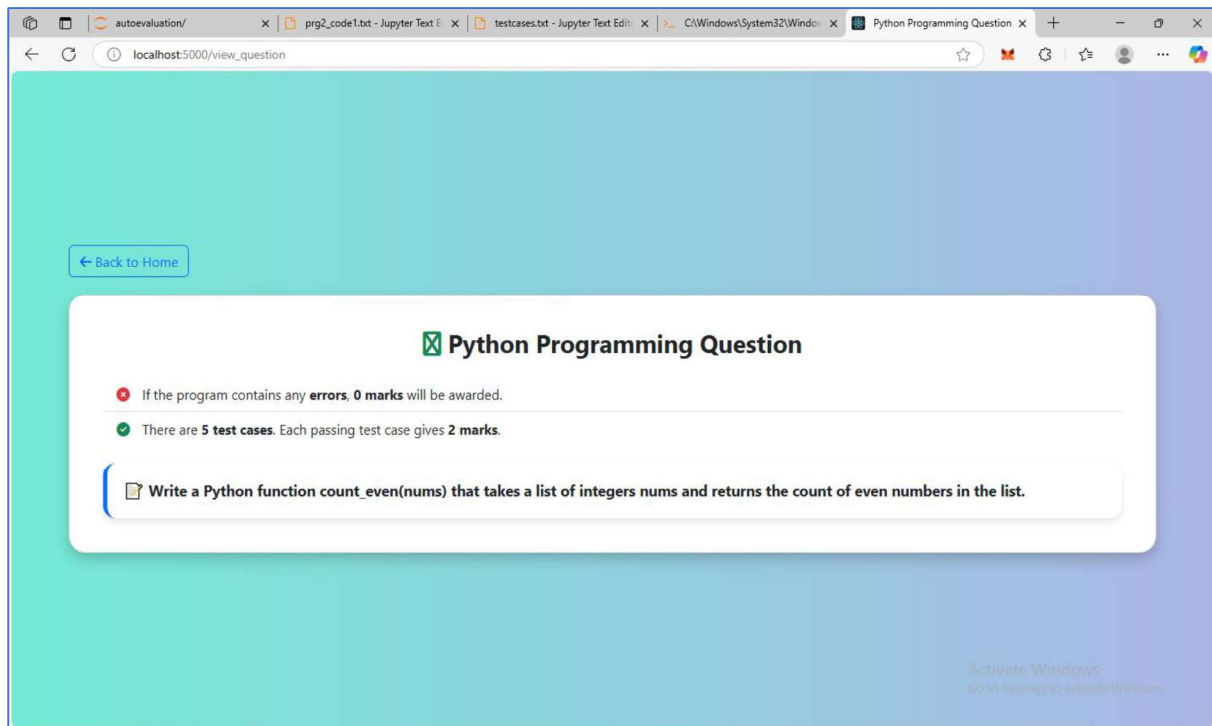 autoevaluation/
prg2_code1.txt - Jupyter Text E
testcases.txt - Jupyter Text Edit
C:\Windows\System32\Window
Python Programming Question
localhost:5000/view_question
← Back to Home
Python Programming Question
If the program contains any errors, 0 marks will be awarded.
There are 5 test cases. Each passing test case gives 2 marks.
📝 Write a Python function count_even(nums) that takes a list of integers nums and returns the count of even numbers in the list.
Activate Windows
Go to Settings to activate Windows.